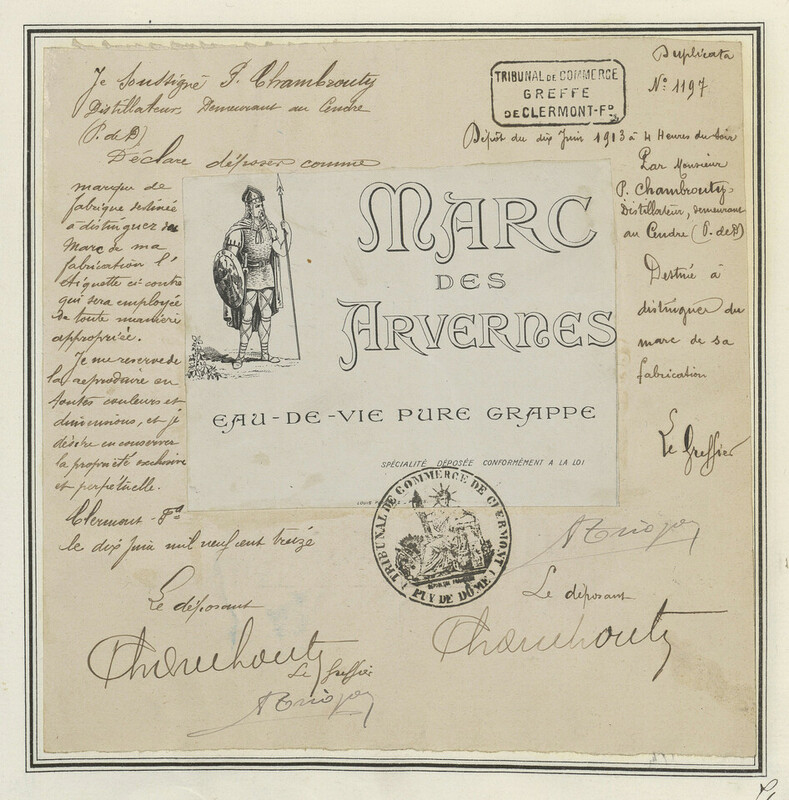 Je Soussigné P. Chambrouty
Distillateur Demeurant au Cendre
(P. de D)
Déclare déposer comme
marque de
fabrique destinée
à distinguer du
Marc de ma
fabrication l'
étiquette ci-contre
qui sera employée
de toute manière
appropriée.
Je me reserve de
la reproduire en
toutes couleurs et
dimensions, et je
désire en conserver
la propriété exclusive
et perpétuelle.
Clermont-Fd
le dix Juin mil neuf cent treize
Le déposant
Chambrouty
Le Greffier
TRIBUNAL DE COMMERCE
GREFFE
DE CLERMONT-FD
Duplicata
No 1197
Dépôt du dix Juin 1913 à 4 Heures du soir
Par Monsieur
P. Chambrouty,
Distillateur, demeurant
au Cendre (P. de D)
Destiné à
distinguer du
marc de sa
fabrication
Le Greffier
Le déposant
Chambrouty
MARC
DES
ARVERNES
EAU-DE-VIE PURE GRAPPE
SPÉCIALITÉ DÉPOSÉE CONFORMÉMENT A LA LOI
LOUIS
TRIBUNAL DE COMMERCE DE CLERMONT
PUY DE DÔME